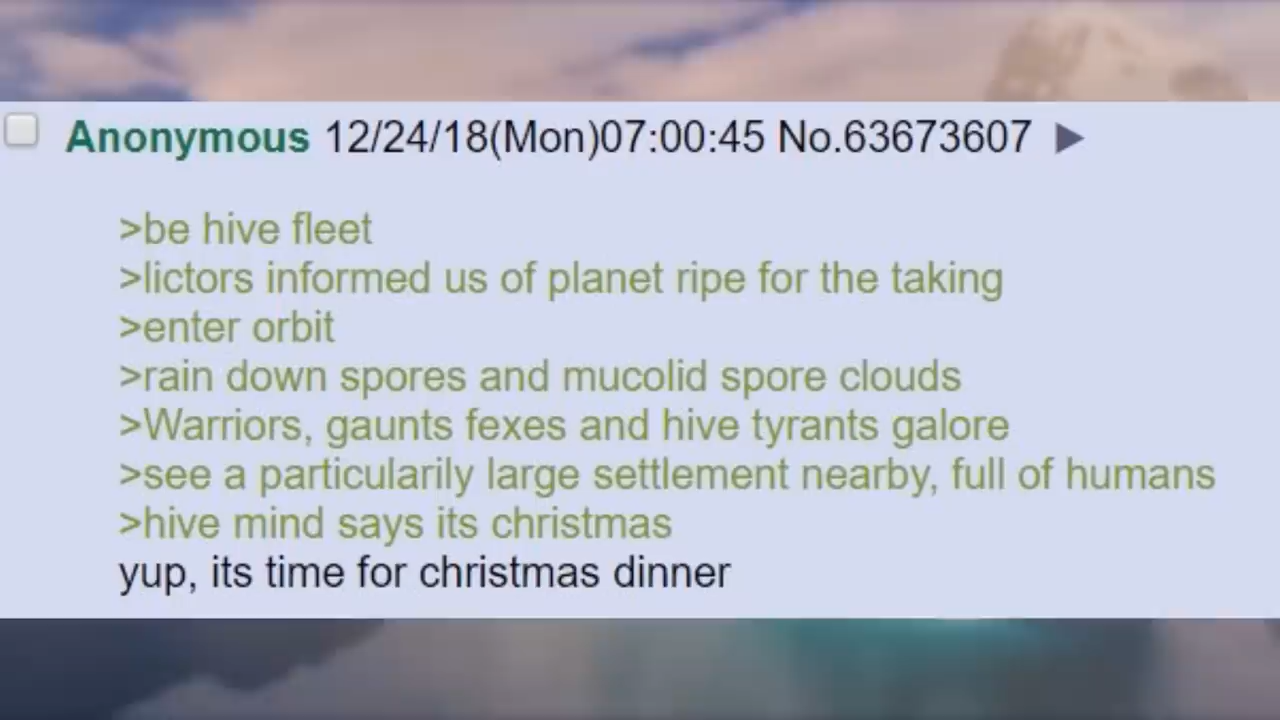 Anonymous 12/24/18(Mon)07:00:45 No.63673607 ▶
>be hive fleet
>lictors informed us of planet ripe for the taking
>enter orbit
>rain down spores and mucolid spore clouds
>Warriors, gaunts fexes and hive tyrants galore
>see a particularily large settlement nearby, full of humans
>hive mind says its christmas
yup, its time for christmas dinner